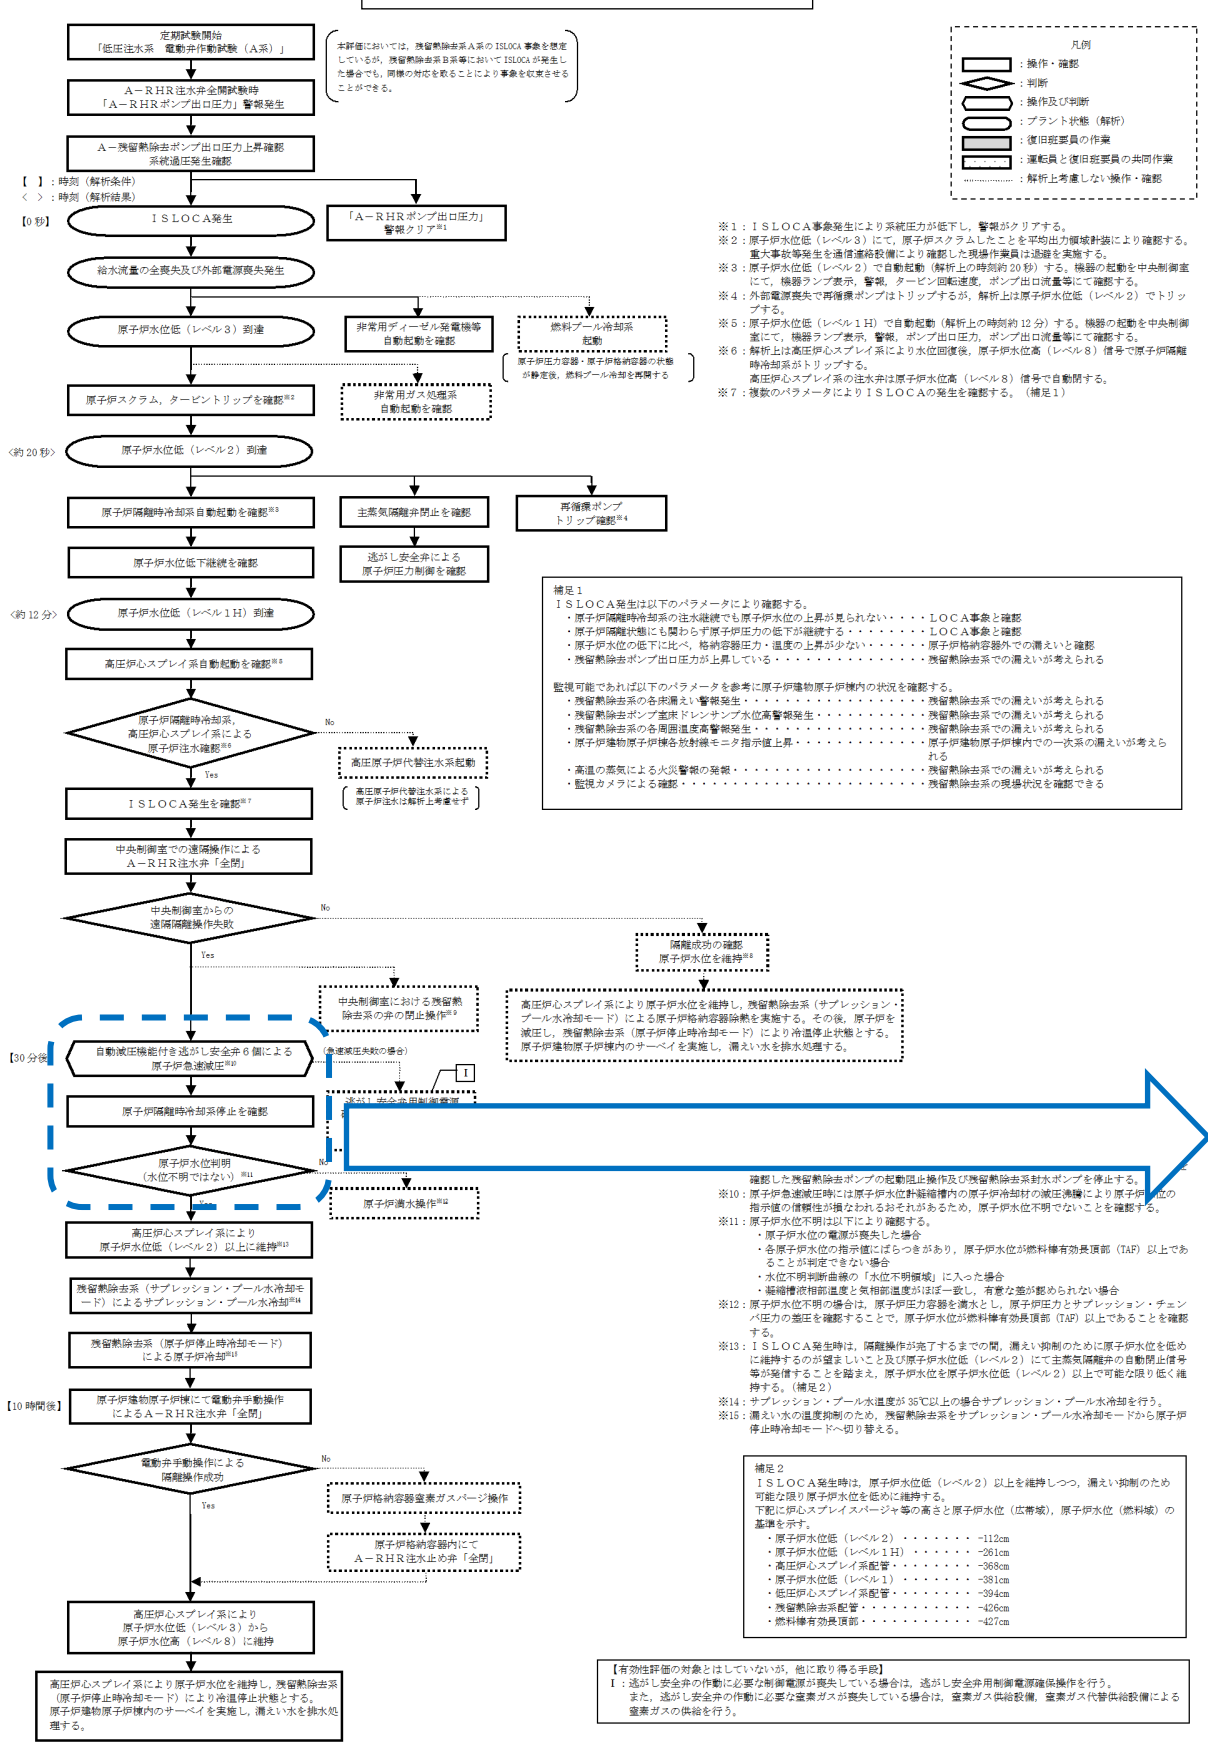 定期試験開始
「低圧注水系　電動弁作動試験（A系）」
A－RHR注水弁全開試験時
「A－RHRポンプ出口圧力」警報発生
A－残留熱除去ポンプ出口圧力上昇確認
系統過圧発生確認
本評価においては，残留熱除去系A系のISLOCA事象を想定
しているが，残留熱除去系B系等においてISLOCAが発生し
た場合でも，同様の対応を取ることにより事象を収束させる
ことができる。
凡例
：操作・確認
：判断
：操作及び判断
：プラント状態（解析）
：復旧班要員の作業
：運転員と復旧班要員の共同作業
：解析上考慮しない操作・確認
【　】：時刻（解析条件）
＜　＞：時刻（解析結果）
【0秒】
ISLOCA発生
「A－RHRポンプ出口圧力」
警報クリア※1
給水流量の全喪失及び外部電源喪失発生
原子炉水位低（レベル3）到達
非常用ディーゼル発電機等
自動起動を確認
燃料プール冷却系
起動
原子炉圧力容器・原子炉格納容器の状態
が静定後，燃料プール冷却を再開する
原子炉スクラム，タービントリップを確認※2
非常用ガス処理系
自動起動を確認
<約20秒>
原子炉水位低（レベル2）到達
原子炉隔離時冷却系自動起動を確認※3
主蒸気隔離弁閉止を確認
再循環ポンプ
トリップ確認※4
原子炉水位低下継続を確認
逃がし安全弁による
原子炉圧力制御を確認
<約12分>
原子炉水位低（レベル1H）到達
高圧炉心スプレイ系自動起動を確認※5
原子炉隔離時冷却系，
高圧炉心スプレイ系による
原子炉注水確認※6
No
Yes
高圧原子炉代替注水系起動
高圧原子炉代替注水系による
原子炉注水は解析上考慮せず
ISLOCA発生を確認※7
中央制御室での遠隔操作による
A－RHR注水弁「全閉」
中央制御室からの
遠隔隔離操作失敗
No
Yes
隔離成功の確認
原子炉水位を維持※8
中央制御室における残留熱
除去系の弁の閉止操作※9
高圧炉心スプレイ系により原子炉水位を維持し，残留熱除去系（サプレッション・
プール水冷却モード）による原子炉格納容器除熱を実施する。その後，原子炉を
減圧し，残留熱除去系（原子炉停止時冷却モード）により冷温停止状態とする。
原子炉建物原子炉棟内のサーベイを実施し，漏えい水を排水処理する。
【30分後
自動減圧機能付き逃がし安全弁6個による
原子炉急速減圧※10
（急速減圧失敗の場合）
I
逃がし安全弁用制御電源
原子炉隔離時冷却系停止を確認
原子炉水位判明
（水位不明ではない）※11
No
Yes
原子炉満水操作※12
高圧炉心スプレイ系により
原子炉水位低（レベル2）以上に維持※13
残留熱除去系（サプレッション・プール水冷却モ
ード）によるサプレッション・プール水冷却※14
残留熱除去系（原子炉停止時冷却モード）
による原子炉冷却※15
【10時間後】
原子炉建物原子炉棟にて電動弁手動操作
によるA－RHR注水弁「全閉」
電動弁手動操作による
隔離操作成功
No
Yes
原子炉格納容器窒素ガスパージ操作
原子炉格納容器内にて
A－RHR注水止め弁「全閉」
高圧炉心スプレイ系により
原子炉水位低（レベル3）から
原子炉水位高（レベル8）に維持
高圧炉心スプレイ系により原子炉水位を維持し，残留熱除去系
（原子炉停止時冷却モード）により冷温停止状態とする。
原子炉建物原子炉棟内のサーベイを実施し，漏えい水を排水処
理する。
※1：ISLOCA事象発生により系統圧力が低下し，警報がクリアする。
※2：原子炉水位低（レベル3）にて，原子炉スクラムしたことを平均出力領域計装により確認する。
重大事故等発生を通信連絡設備により確認した現場作業員は退避を実施する。
※3：原子炉水位低（レベル2）で自動起動（解析上の時刻約20秒）する。機器の起動を中央制御室
にて，機器ランプ表示，警報，タービン回転速度，ポンプ出口流量等にて確認する。
※4：外部電源喪失で再循環ポンプはトリップするが，解析上は原子炉水位低（レベル2）でトリッ
プする。
※5：原子炉水位低（レベル1H）で自動起動（解析上の時刻約12分）する。機器の起動を中央制御
室にて，機器ランプ表示，警報，ポンプ出口圧力，ポンプ出口流量等にて確認する。
※6：解析上は高圧炉心スプレイ系により水位回復後，原子炉水位高（レベル8）信号で原子炉隔離
時冷却系がトリップする。
高圧炉心スプレイ系の注水弁は原子炉水位高（レベル8）信号で自動閉する。
※7：複数のパラメータによりISLOCAの発生を確認する。（補足1）
補足1
ISLOCA発生は以下のパラメータにより確認する。
・原子炉隔離時冷却系の注水継続でも原子炉水位の上昇が見られない・・・・LOCA事象と確認
・原子炉隔離状態にも関わらず原子炉圧力の低下が継続する・・・・・・・・LOCA事象と確認
・原子炉水位の低下に比べ，格納容器圧力・温度の上昇が少ない・・・・・・原子炉格納容器外での漏えいと確認
・残留熱除去ポンプ出口圧力が上昇している・・・・・・・・・・・・・・・残留熱除去系での漏えいが考えられる
監視可能であれば以下のパラメータを参考に原子炉建物原子炉棟内の状況を確認する。
・残留熱除去系の各床漏えい警報発生・・・・・・・・・・・・・・・・・・残留熱除去系での漏えいが考えられる
・残留熱除去ポンプ室床ドレンサンプ水位高警報発生・・・・・・・・・・・残留熱除去系での漏えいが考えられる
・残留熱除去系の各周囲温度高警報発生・・・・・・・・・・・・・・・・・残留熱除去系での漏えいが考えられる
・原子炉建物原子炉棟各放射線モニタ指示値上昇・・・・・・・・・・・・・原子炉建物原子炉棟内での一次系の漏えいが考えら
れる
・高温の蒸気による火災警報の発報・・・・・・・・・・・・・・・・・・・残留熱除去系での漏えいが考えられる
・監視カメラによる確認・・・・・・・・・・・・・・・・・・・・・・・・残留熱除去系の現場状況を確認できる
確認した残留熱除去ポンプの起動阻止操作及び残留熱除去系封水ポンプを停止する。
※10：原子炉急速減圧時には原子炉水位計凝縮槽内の原子炉冷却材の減圧沸騰により原子炉水位の
指示値の信頼性が損なわれるおそれがあるため，原子炉水位不明でないことを確認する。
※11：原子炉水位不明は以下により確認する。
・原子炉水位の電源が喪失した場合
・各原子炉水位の指示値にばらつきがあり，原子炉水位が燃料棒有効長頂部（TAF）以上であ
ることが判定できない場合
・水位不明判断曲線の「水位不明領域」に入った場合
・凝縮槽液相部温度と気相部温度がほぼ一致し，有意な差が認められない場合
※12：原子炉水位不明の場合は，原子炉圧力容器を満水とし，原子炉圧力とサプレッション・チェン
バ圧力の差圧を確認することで，原子炉水位が燃料棒有効長頂部（TAF）以上であることを確認
する。
※13：ISLOCA発生時は，隔離操作が完了するまでの間，漏えい抑制のために原子炉水位を低め
に維持するのが望ましいこと及び原子炉水位低（レベル2）にて主蒸気隔離弁の自動閉止信号
等が発信することを踏まえ，原子炉水位を原子炉水位低（レベル2）以上で可能な限り低く維
持する。（補足2）
※14：サプレッション・プール水温度が35℃以上の場合サプレッション・プール水冷却を行う。
※15：漏えい水の温度抑制のため，残留熱除去系をサプレッション・プール水冷却モードから原子炉
停止時冷却モードへ切り替える。
補足2
ISLOCA発生時は，原子炉水位低（レベル2）以上を維持しつつ，漏えい抑制のため
可能な限り原子炉水位を低めに維持する。
下記に炉心スプレイスパージャ等の高さと原子炉水位（広帯域），原子炉水位（燃料域）の
基準を示す。
・原子炉水位低（レベル2）・・・・・・・-112cm
・原子炉水位低（レベル1H）・・・・・・-261cm
・高圧炉心スプレイ系配管・・・・・・・・-368cm
・原子炉水位低（レベル1）・・・・・・・-381cm
・低圧炉心スプレイ系配管・・・・・・・・-394cm
・残留熱除去系配管・・・・・・・・・・・-426cm
・燃料棒有効長頂部・・・・・・・・・・・-427cm
【有効性評価の対象とはしていないが，他に取り得る手段】
I：逃がし安全弁の作動に必要な制御電源が喪失している場合は，逃がし安全弁用制御電源確保操作を行う。
また，逃がし安全弁の作動に必要な窒素ガスが喪失している場合は，窒素ガス供給設備，窒素ガス代替供給設備による
窒素ガスの供給を行う。